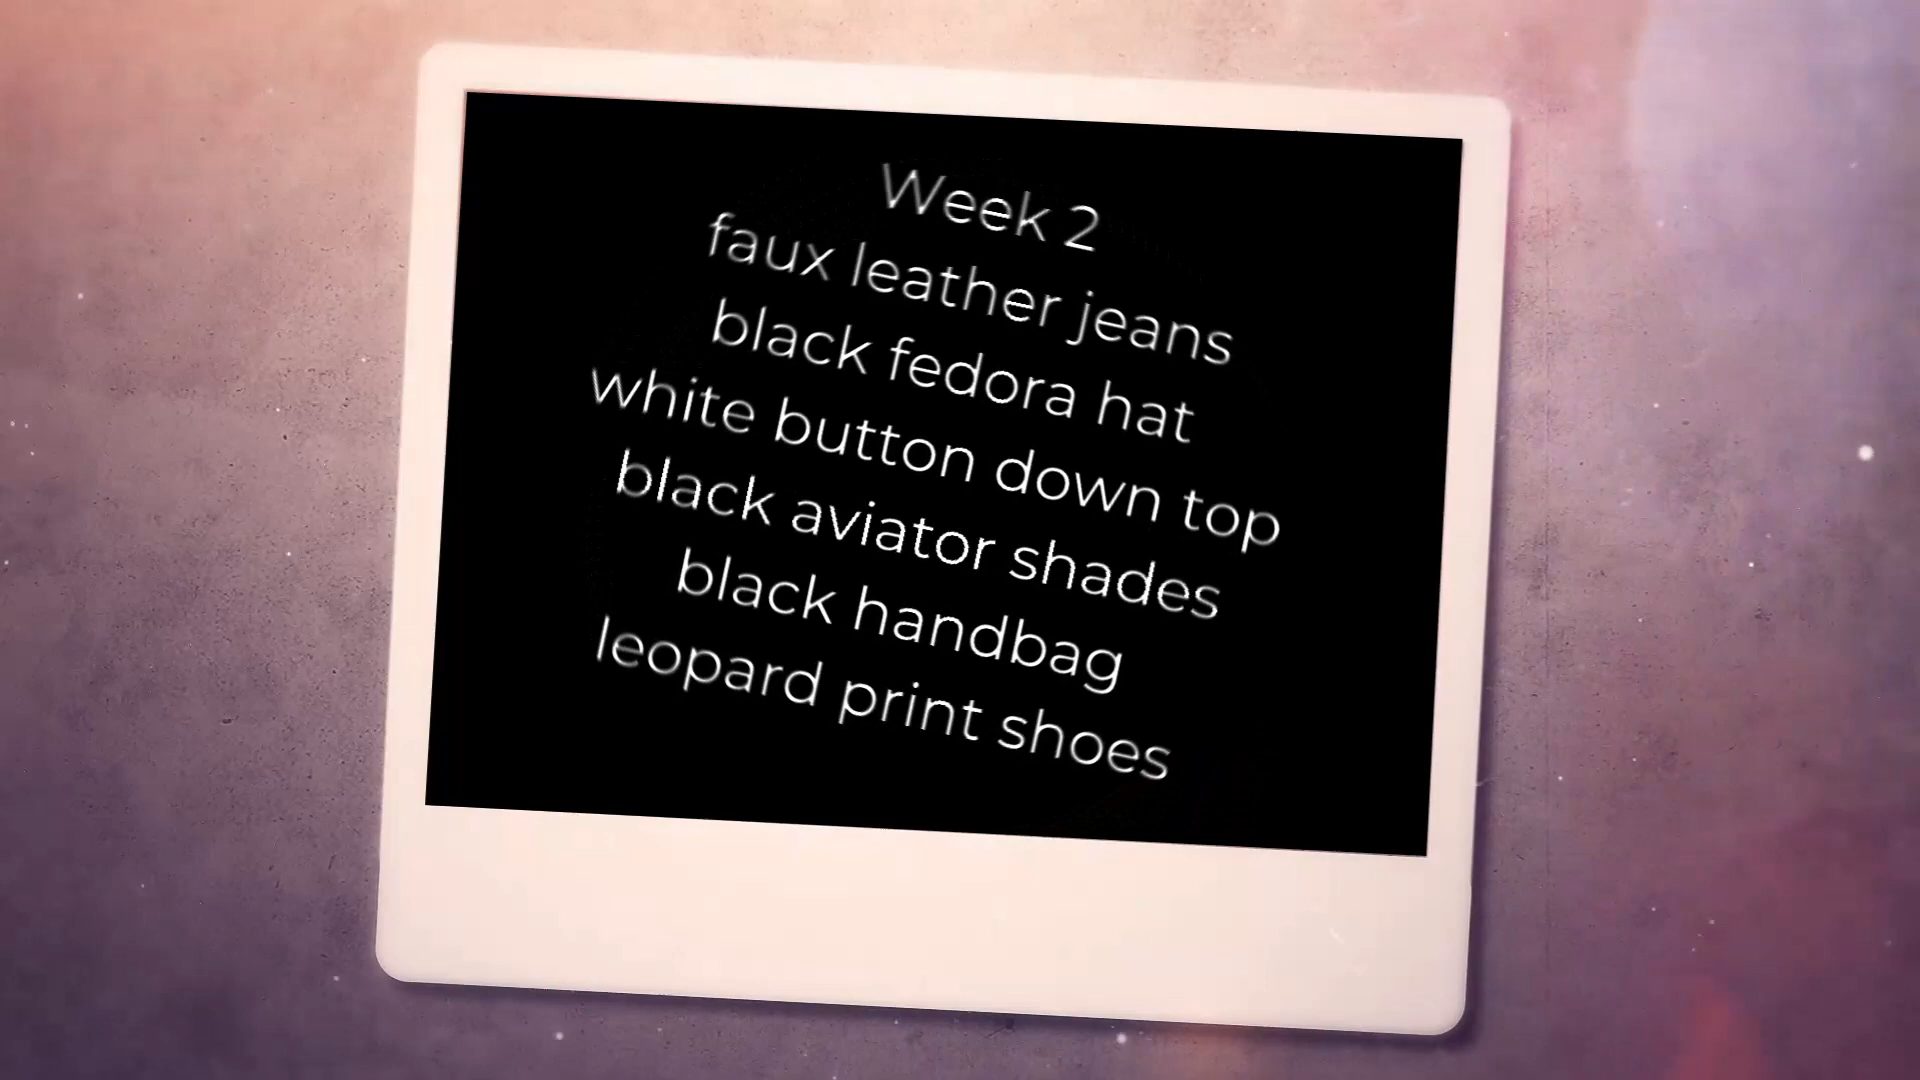 Week 2
faux leather jeans
black fedora hat
white button down top
black aviator shades
black handbag
leopard print shoes